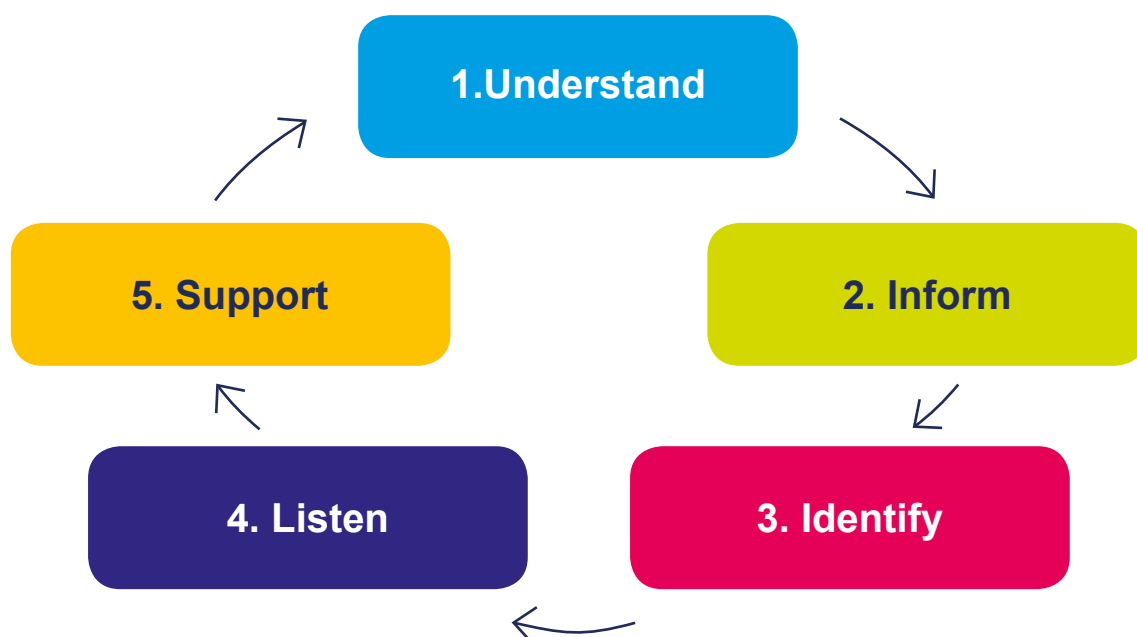 1.Understand
2. Inform
3. Identify
4. Listen
5. Support